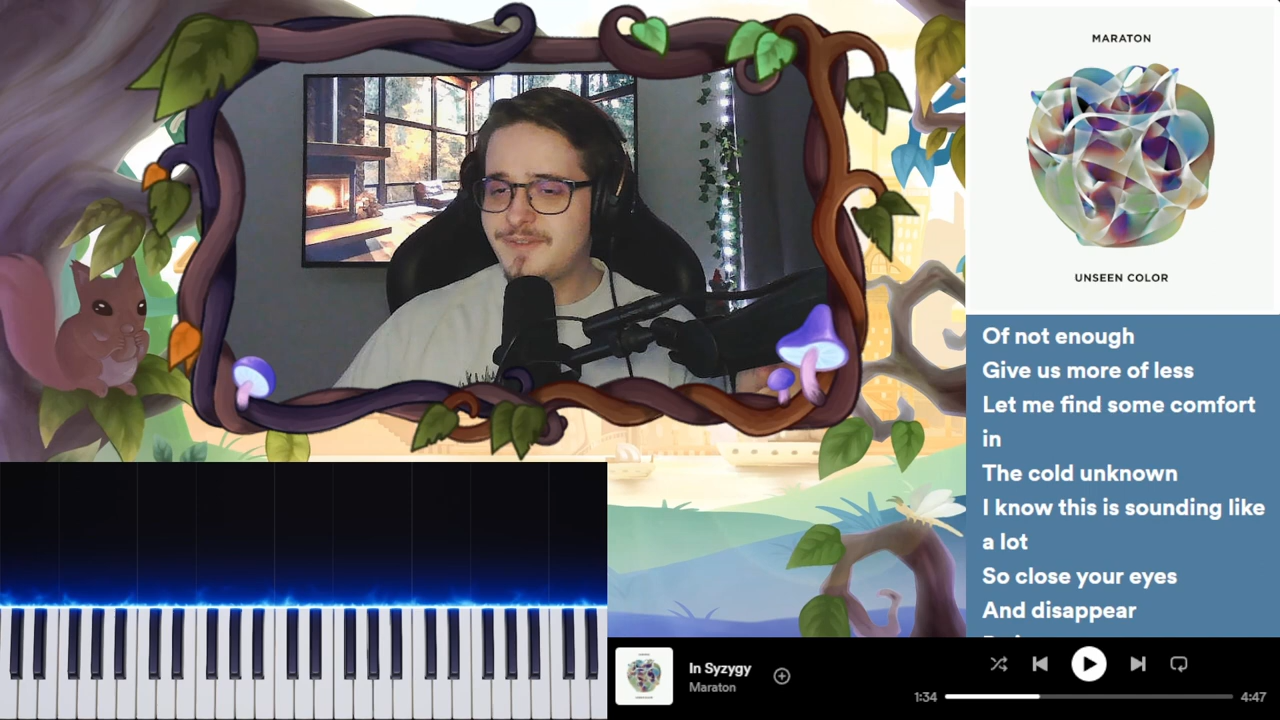 MARATON
UNSEEN COLOR
Of not enough
Give us more of less
Let me find some comfort
in
The cold unknown
I know this is sounding like
a lot
So close your eyes
And disappear
In Syzygy
Maraton
1:34
4:47